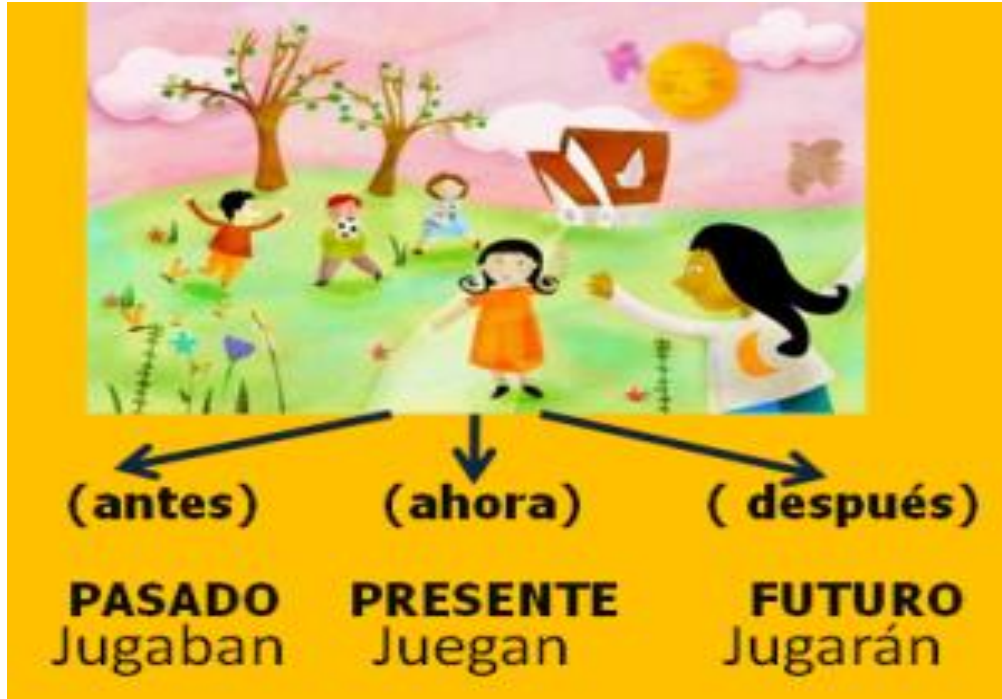 (antes) (ahora) ( después)
PASADO PRESENTE FUTURO
Jugaban Juegan Jugarán